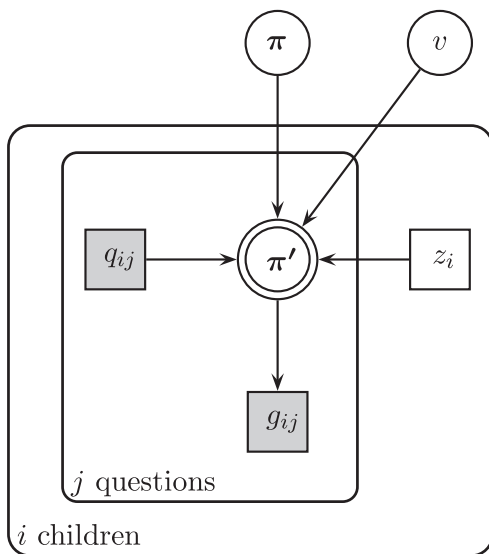 π v
q_ij π′ z_i
g_ij
j questions
i children